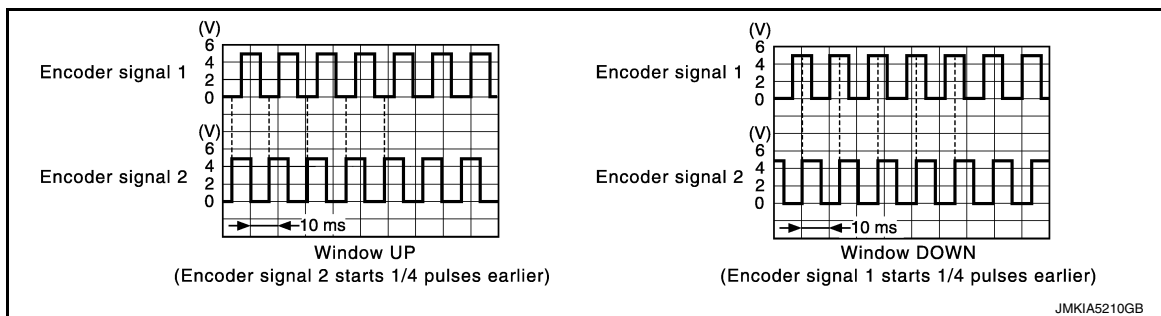 (V)
6
4
2
0
Encoder signal 1
(V)
6
4
2
0
Encoder signal 2
10 ms
Window UP
(Encoder signal 2 starts 1/4 pulses earlier)
(V)
6
4
2
0
Encoder signal 1
(V)
6
4
2
0
Encoder signal 2
10 ms
Window DOWN
(Encoder signal 1 starts 1/4 pulses earlier)
JMKIA5210GB